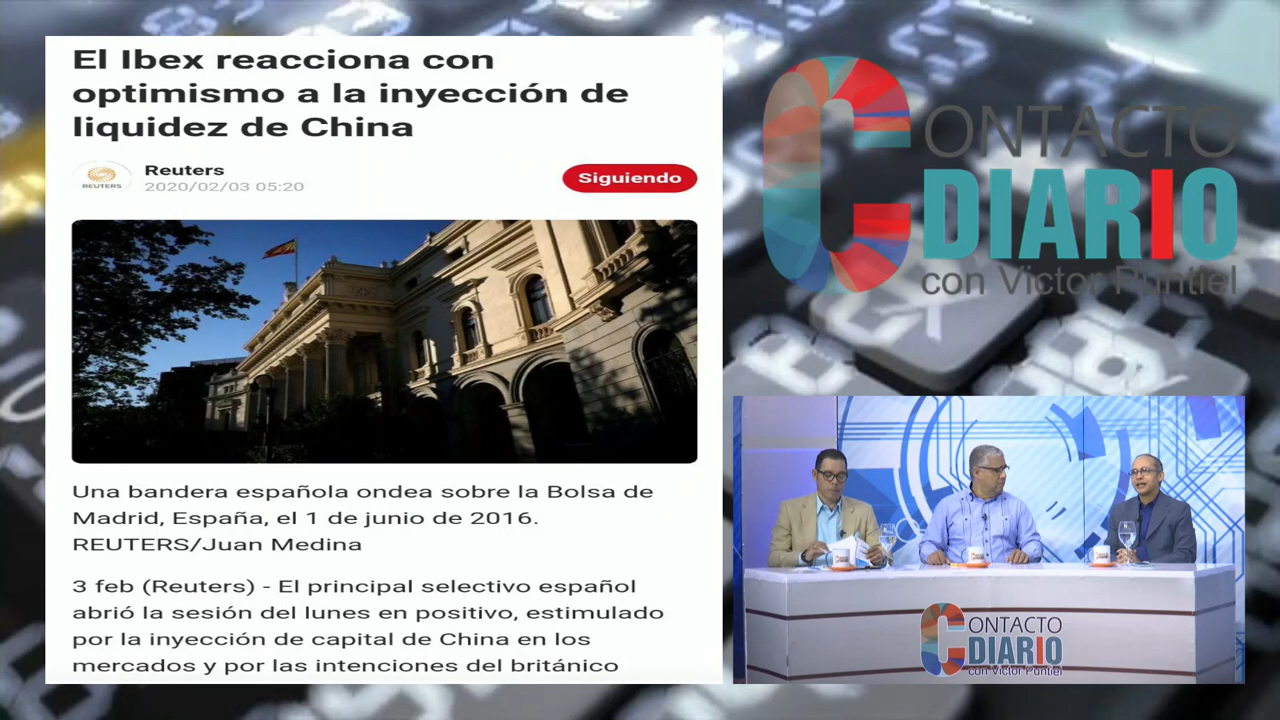 El Ibex reacciona con
optimismo a la inyección de
liquidez de China
REUTERS
Reuters
2020/02/03 05:20
Siguiendo
Una bandera española ondea sobre la Bolsa de
Madrid, España, el 1 de junio de 2016.
REUTERS/Juan Medina
3 feb (Reuters) - El principal selectivo español
abrió la sesión del lunes en positivo, estimulado
por la inyección de capital de China en los
mercados y por las intenciones del británico
CONTACTO
DIARIO
con Victor Puntiel
CONTACTO
DIARIO
con Victor Puntiel